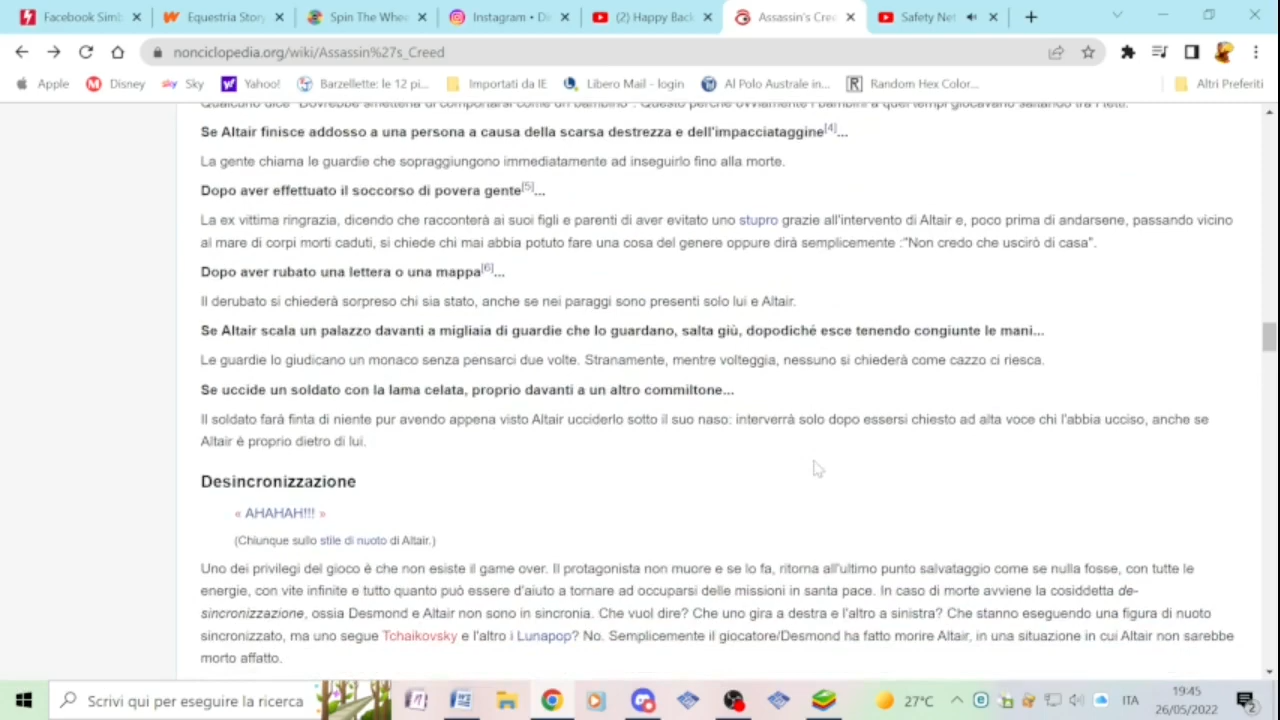 Facebook Simb
Equestria Story
Spin The Whee
Instagram • Di
(2) Happy Back
Assassin's Cree
Safety Net
nonciclopedia.org/wiki/Assassin%27s_Creed
Apple
Disney
Sky
Yahoo!
Barzellette: le 12 pi...
Importati da IE
Libero Mail - login
Al Polo Australe in...
Random Hex Color...
Altri Preferiti
Qualcuno dice "Dovrebbe smetterla di comportarsi come un bambino". Questo perché ovviamente i bambini a quei tempi giocavano saltando tra i tetti.
Se Altair finisce addosso a una persona a causa della scarsa destrezza e dell'impacciataggine[4]...
La gente chiama le guardie che sopraggiungono immediatamente ad inseguirlo fino alla morte.
Dopo aver effettuato il soccorso di povera gente[5]...
La ex vittima ringrazia, dicendo che racconterà ai suoi figli e parenti di aver evitato uno stupro grazie all'intervento di Altair e, poco prima di andarsene, passando vicino
al mare di corpi morti caduti, si chiede chi mai abbia potuto fare una cosa del genere oppure dirà semplicemente :"Non credo che uscirò di casa".
Dopo aver rubato una lettera o una mappa[6]...
Il derubato si chiederà sorpreso chi sia stato, anche se nei paraggi sono presenti solo lui e Altair.
Se Altair scala un palazzo davanti a migliaia di guardie che lo guardano, salta giù, dopodiché esce tenendo congiunte le mani...
Le guardie lo giudicano un monaco senza pensarci due volte. Stranamente, mentre volteggia, nessuno si chiederà come cazzo ci riesca.
Se uccide un soldato con la lama celata, proprio davanti a un altro commiltone...
Il soldato farà finta di niente pur avendo appena visto Altair ucciderlo sotto il suo naso: interverrà solo dopo essersi chiesto ad alta voce chi l'abbia ucciso, anche se
Altair è proprio dietro di lui.
Desincronizzazione
« AHAHAH!!! »
(Chiunque sullo stile di nuoto di Altair.)
Uno dei privilegi del gioco è che non esiste il game over. Il protagonista non muore e se lo fa, ritorna all'ultimo punto salvataggio come se nulla fosse, con tutte le
energie, con vite infinite e tutto quanto può essere d'aiuto a tornare ad occuparsi delle missioni in santa pace. In caso di morte avviene la cosiddetta de-
sincronizzazione, ossia Desmond e Altair non sono in sincronia. Che vuol dire? Che uno gira a destra e l'altro a sinistra? Che stanno eseguendo una figura di nuoto
sincronizzato, ma uno segue Tchaikovsky e l'altro i Lunapop? No. Semplicemente il giocatore/Desmond ha fatto morire Altair, in una situazione in cui Altair non sarebbe
morto affatto.
Scrivi qui per eseguire la ricerca
27°C
ITA
19:45
26/05/2022
2